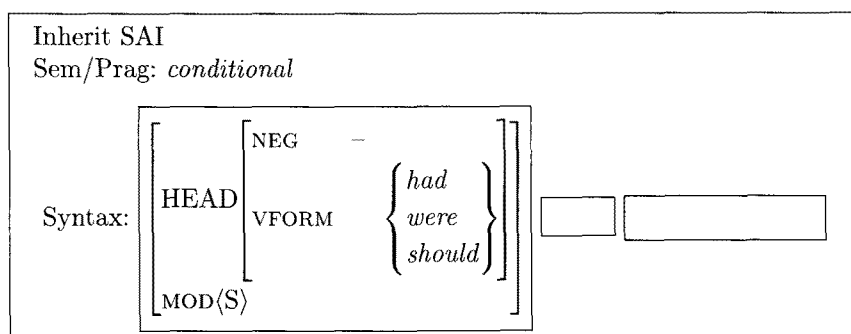 Inherit SAI
Sem/Prag: conditional
NEG –
had
Syntax: HEAD VFORM were
should
MOD⟨S⟩